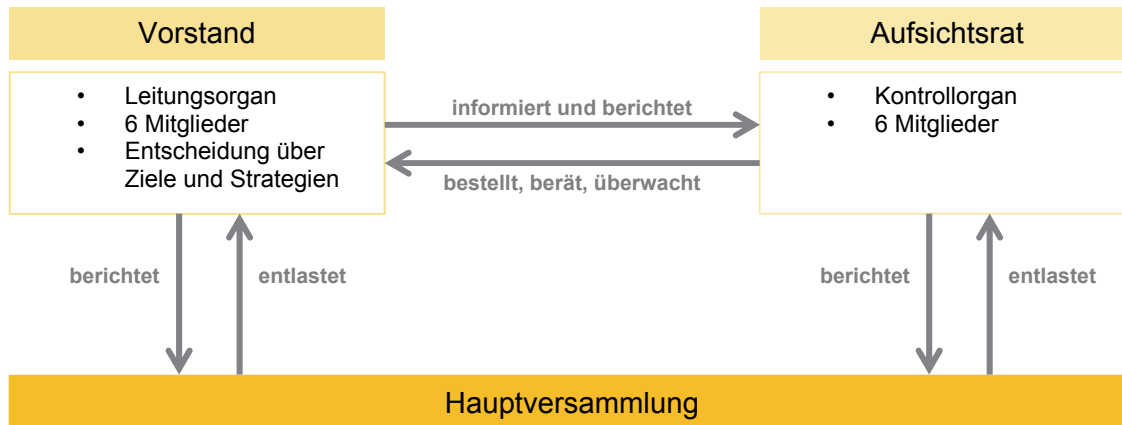 Vorstand
Aufsichtsrat
• Leitungsorgan
• 6 Mitglieder
• Entscheidung über
Ziele und Strategien
informiert und berichtet
bestellt, berät, überwacht
• Kontrollorgan
• 6 Mitglieder
berichtet
entlastet
berichtet
entlastet
Hauptversammlung